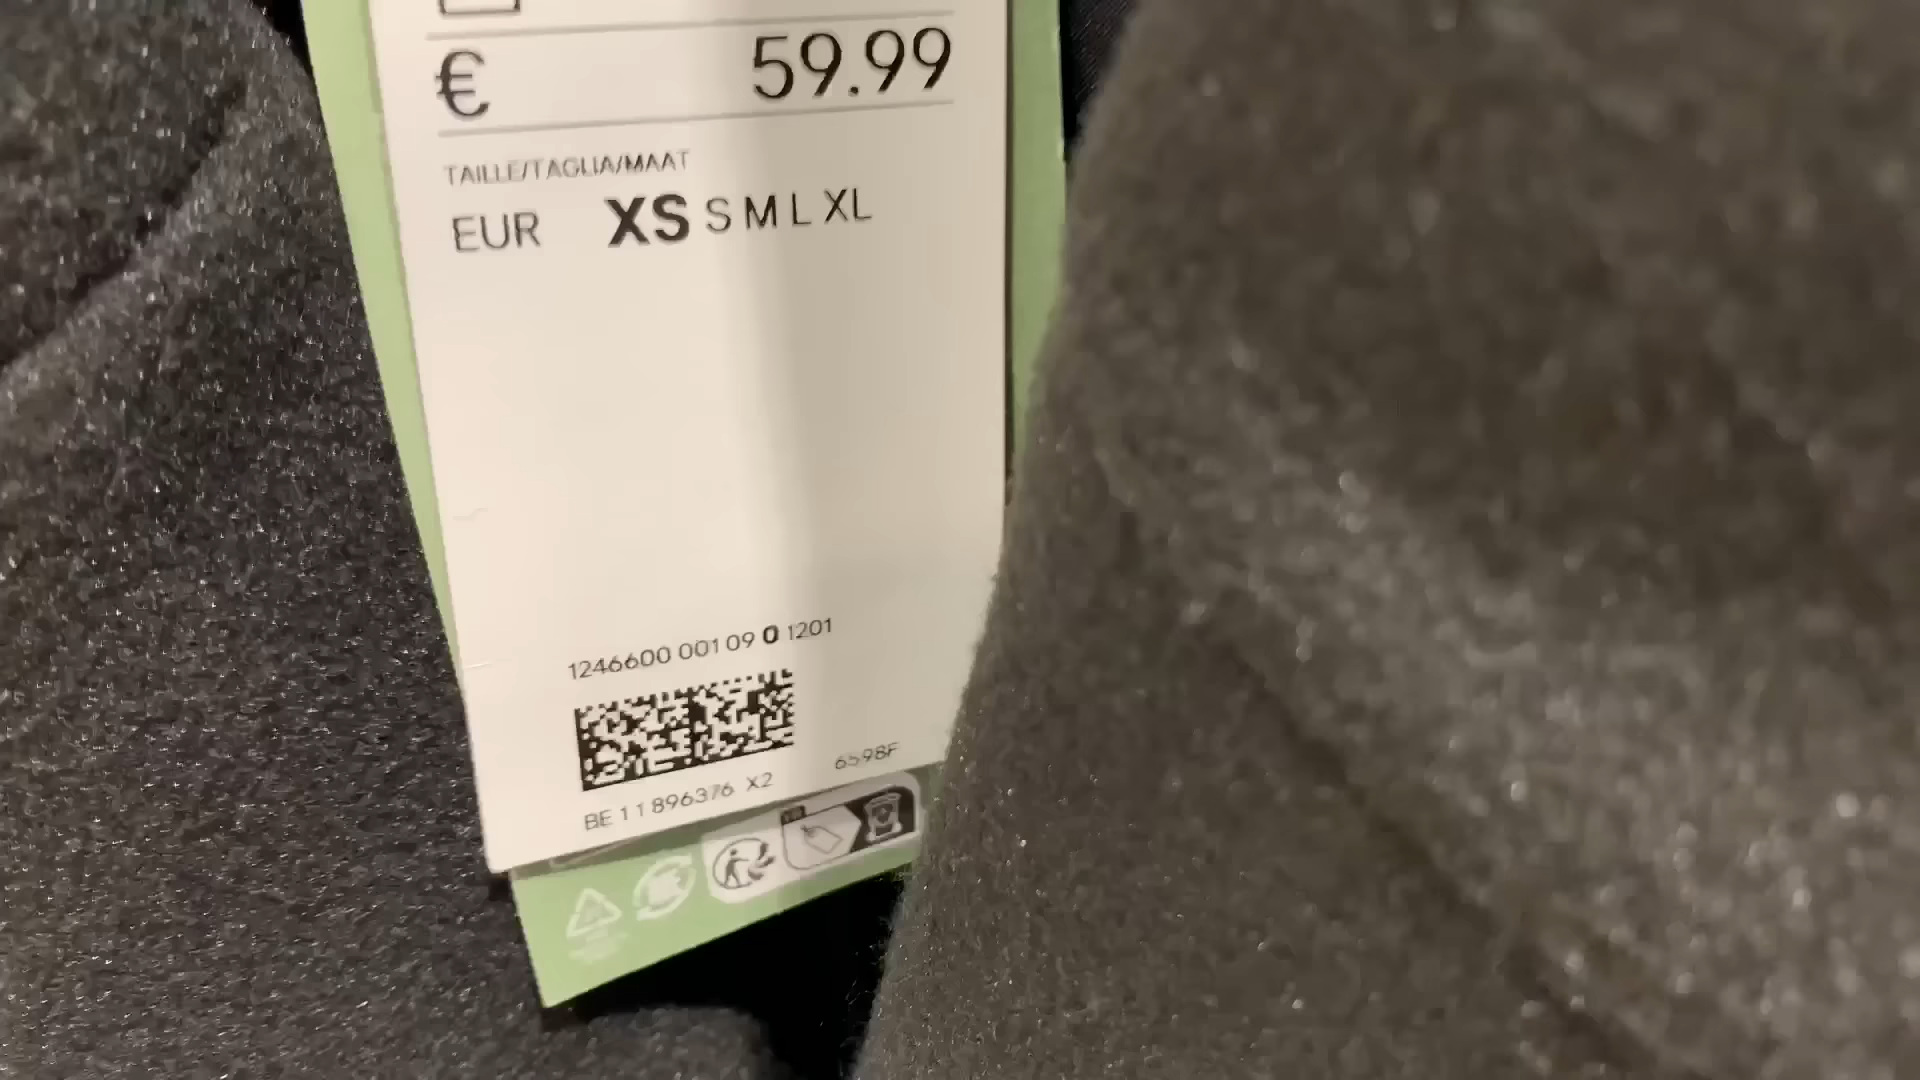 € 59.99
TAILLE/TAGLIA/MAAT
EUR XS S M L XL
1246600 001 09 0 1201
BE 11896376 X2
6598F